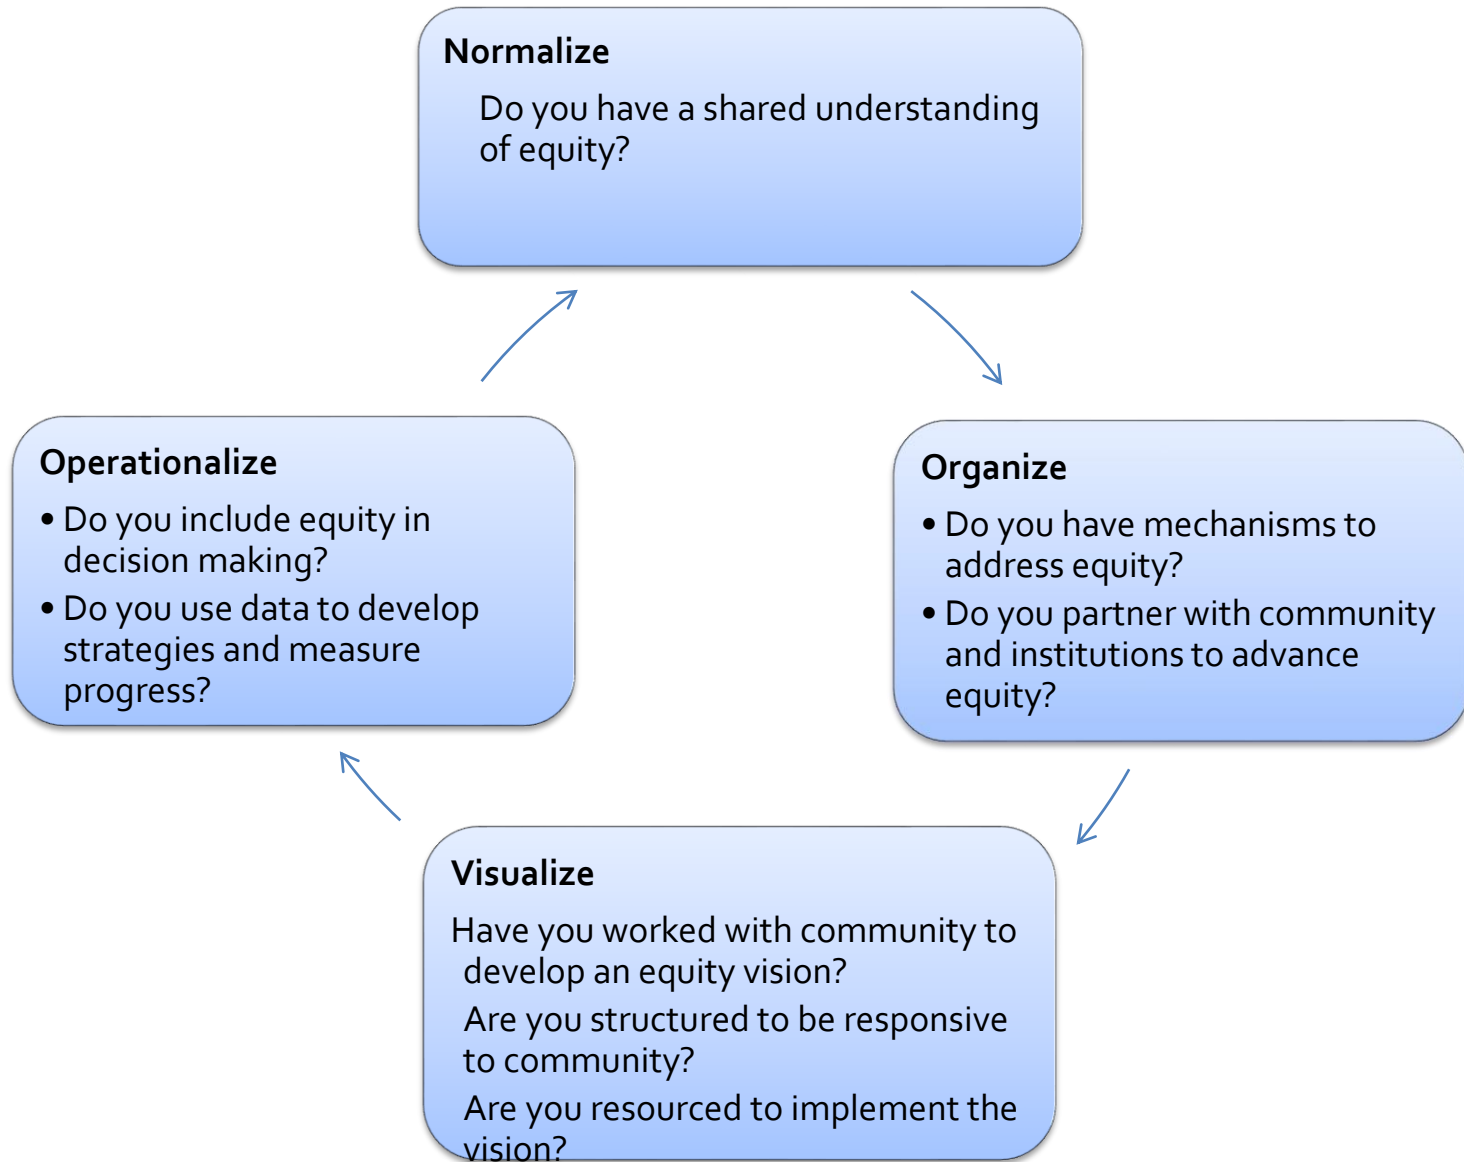 Normalize
Do you have a shared understanding
of equity?
Operationalize
• Do you include equity in
decision making?
• Do you use data to develop
strategies and measure
progress?
Organize
• Do you have mechanisms to
address equity?
• Do you partner with community
and institutions to advance
equity?
Visualize
Have you worked with community to
develop an equity vision?
Are you structured to be responsive
to community?
Are you resourced to implement the
vision?